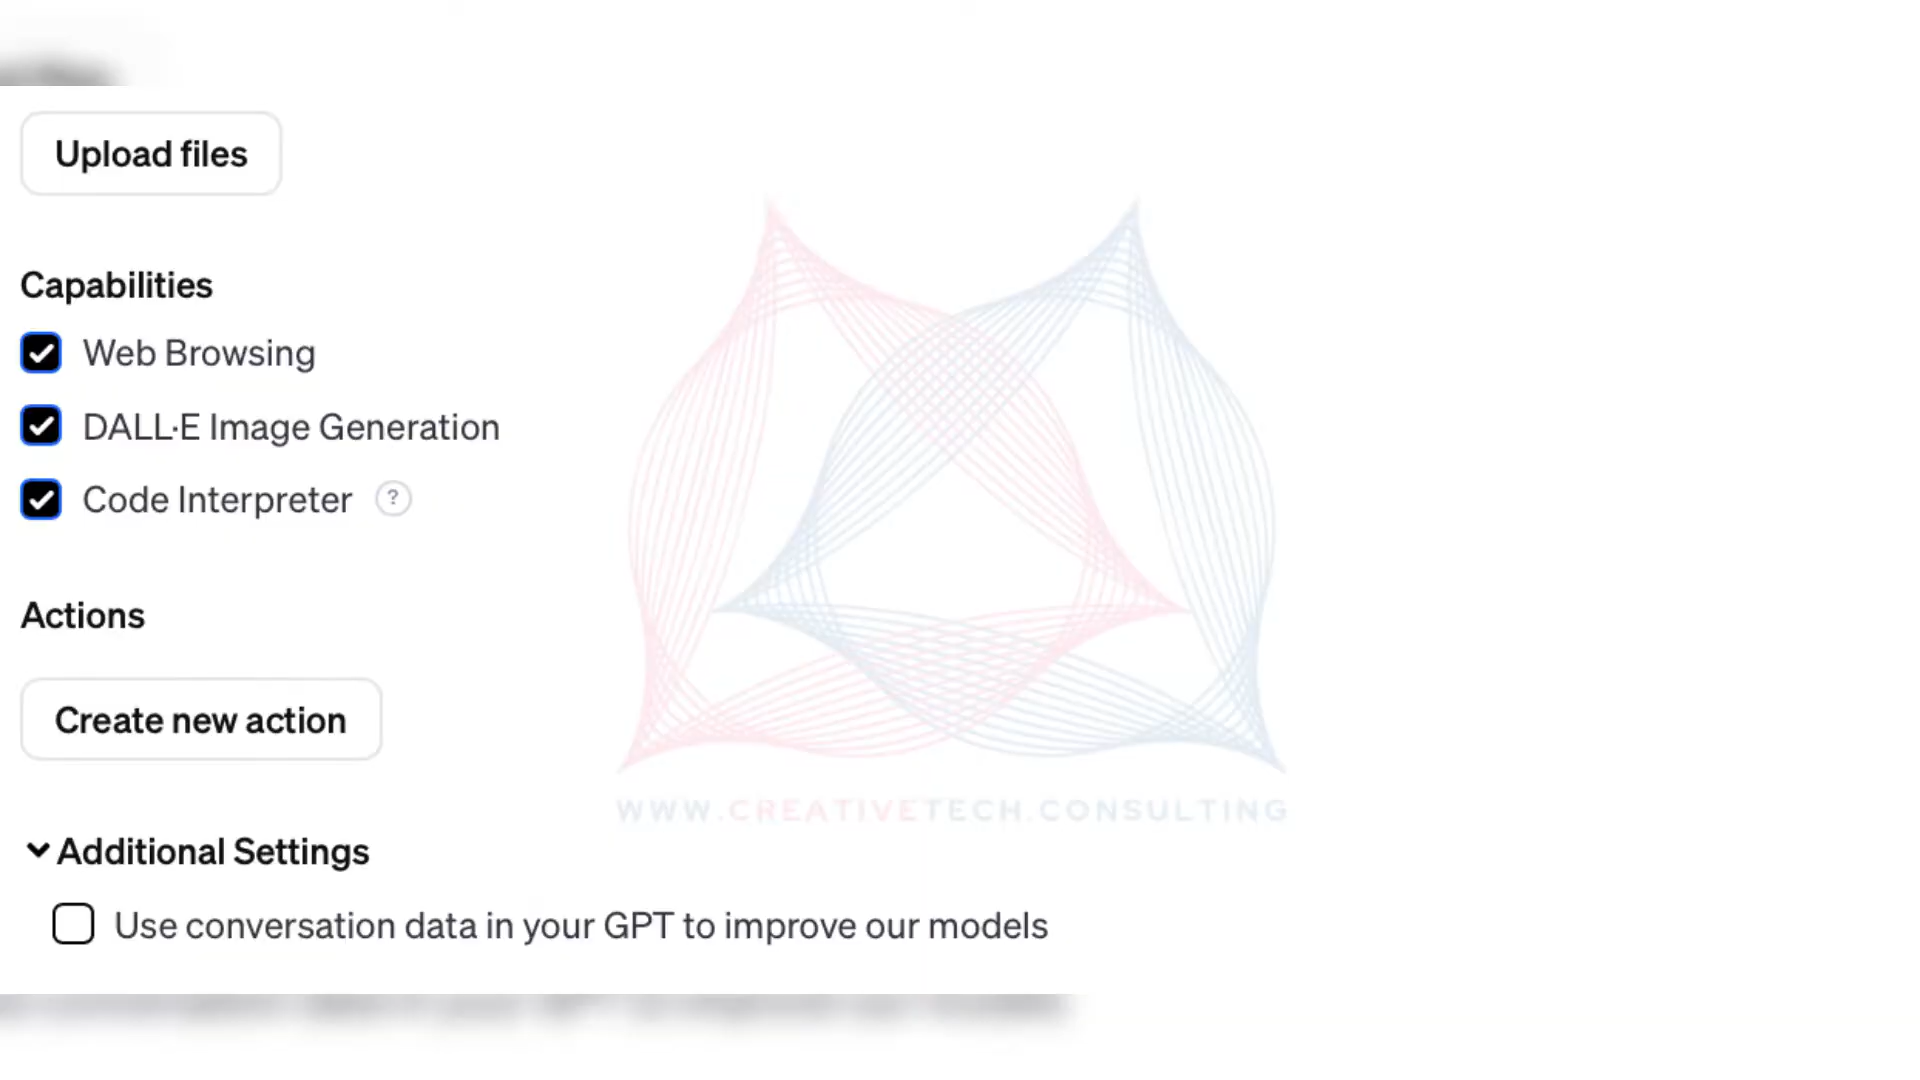 Upload files
Capabilities
Web Browsing
DALL·E Image Generation
Code Interpreter ?
Actions
Create new action
WWW.CREATIVETECH.CONSULTING
Additional Settings
Use conversation data in your GPT to improve our models